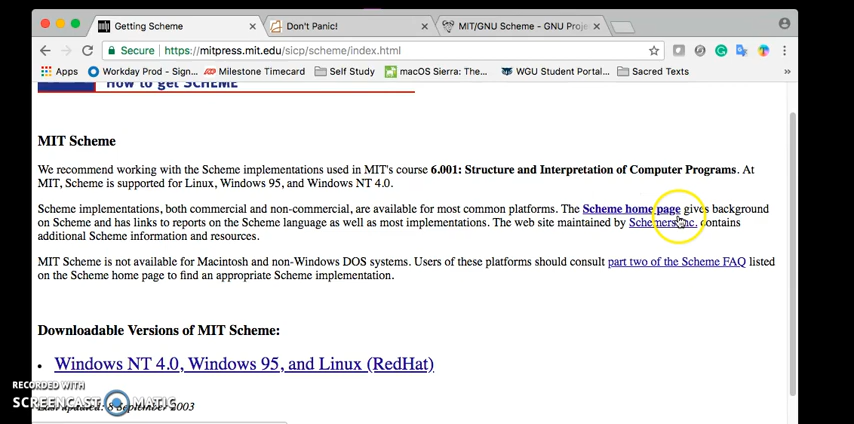 Getting Scheme
Don't Panic!
MIT/GNU Scheme - GNU Proje
Secure | https://mitpress.mit.edu/sicp/scheme/index.html
Apps Workday Prod - Sign... Milestone Timecard Self Study macOS Sierra: The... WGU Student Portal... Sacred Texts »
How to get SCHEME
MIT Scheme
We recommend working with the Scheme implementations used in MIT's course 6.001: Structure and Interpretation of Computer Programs. At
MIT, Scheme is supported for Linux, Windows 95, and Windows NT 4.0.
Scheme implementations, both commercial and non-commercial, are available for most common platforms. The Scheme home page gives background
on Scheme and has links to reports on the Scheme language as well as most implementations. The web site maintained by Schemers Inc. contains
additional Scheme information and resources.
MIT Scheme is not available for Macintosh and non-Windows DOS systems. Users of these platforms should consult part two of the Scheme FAQ listed
on the Scheme home page to find an appropriate Scheme implementation.
Downloadable Versions of MIT Scheme:
• Windows NT 4.0, Windows 95, and Linux (RedHat)
RECORDED WITH
SCREENCAST MATIC
Last updated: 8 September 2003